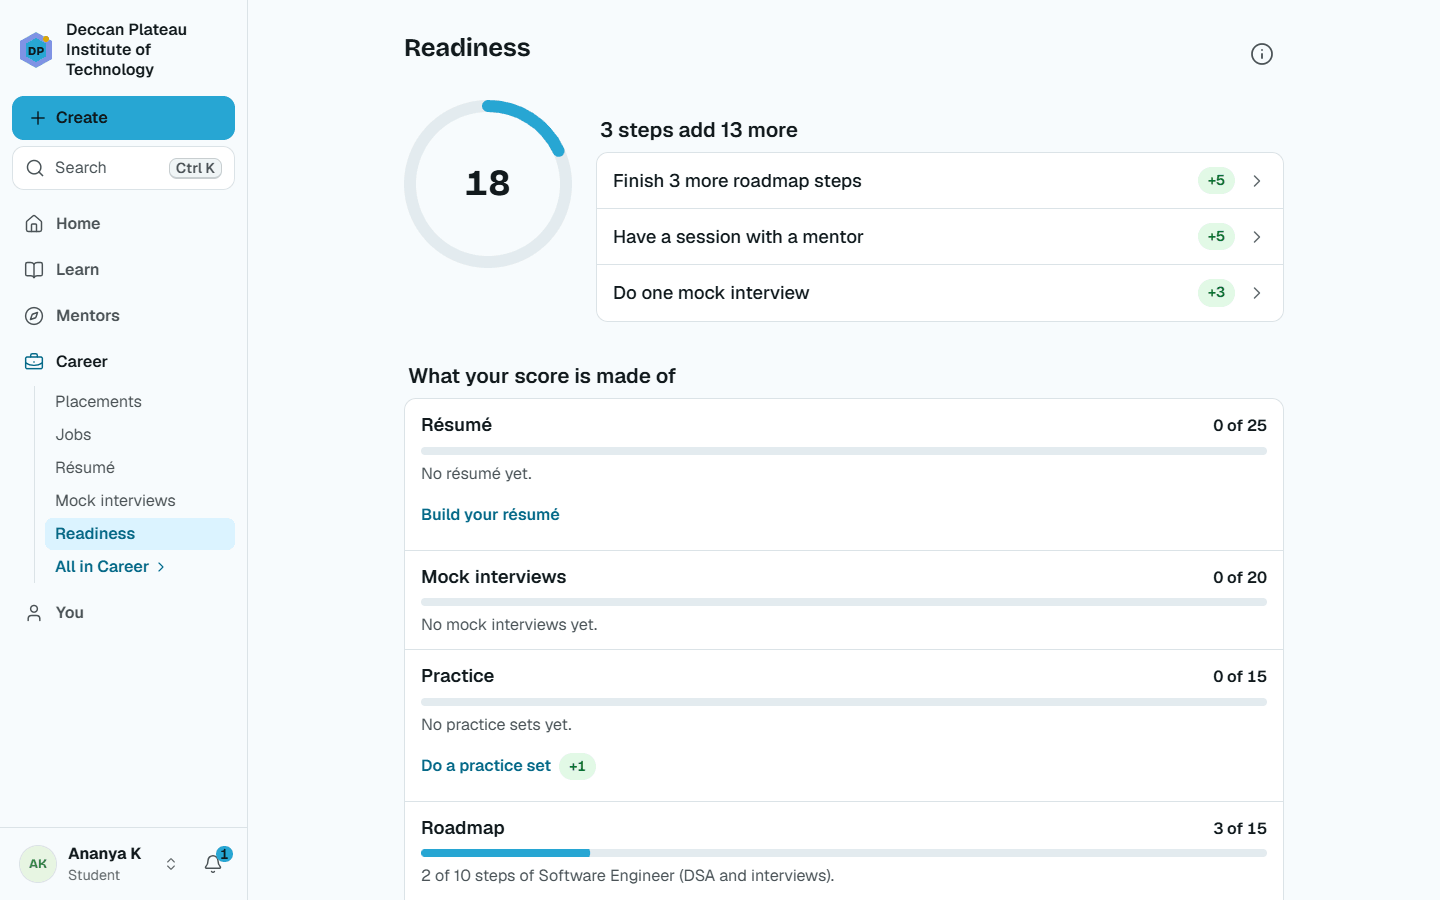 DP
Deccan Plateau
Institute of
Technology
Create
Search Ctrl K
Home
Learn
Mentors
Career
Placements
Jobs
Résumé
Mock interviews
Readiness
All in Career
You
AK
Ananya K
Student
1
Readiness
18
3 steps add 13 more
Finish 3 more roadmap steps +5
Have a session with a mentor +5
Do one mock interview +3
What your score is made of
Résumé 0 of 25
No résumé yet.
Build your résumé
Mock interviews 0 of 20
No mock interviews yet.
Practice 0 of 15
No practice sets yet.
Do a practice set +1
Roadmap 3 of 15
2 of 10 steps of Software Engineer (DSA and interviews).